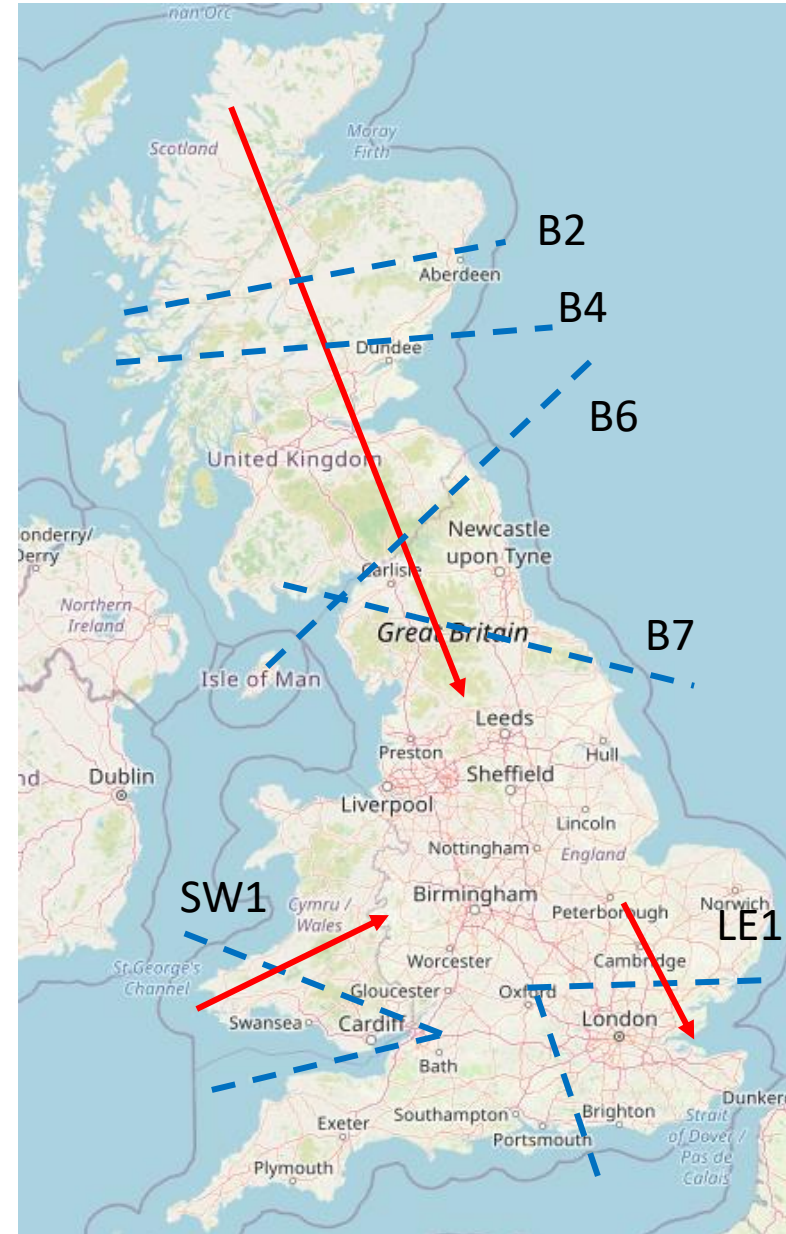 nan Orc
Scotland
Moray
Firth
B2
Aberdeen
B4
Dundee
B6
United Kingdom
onderry/
Derry
Newcastle
upon Tyne
Carlisle
Northern
Ireland
Great Britain
B7
Isle of Man
Leeds
Preston
Hull
nd
Dublin
Sheffield
Liverpool
Lincoln
Nottingham
England
SW1
Cymru /
Wales
Birmingham
Peterborough
Norwich
LE1
St George's
Channel
Worcester
Cambridge
Gloucester
Oxford
Swansea
Cardiff
London
Bath
Dunker
Exeter
Southampton
Brighton
Strait
of Dover /
Pas de
Calais
Portsmouth
Plymouth